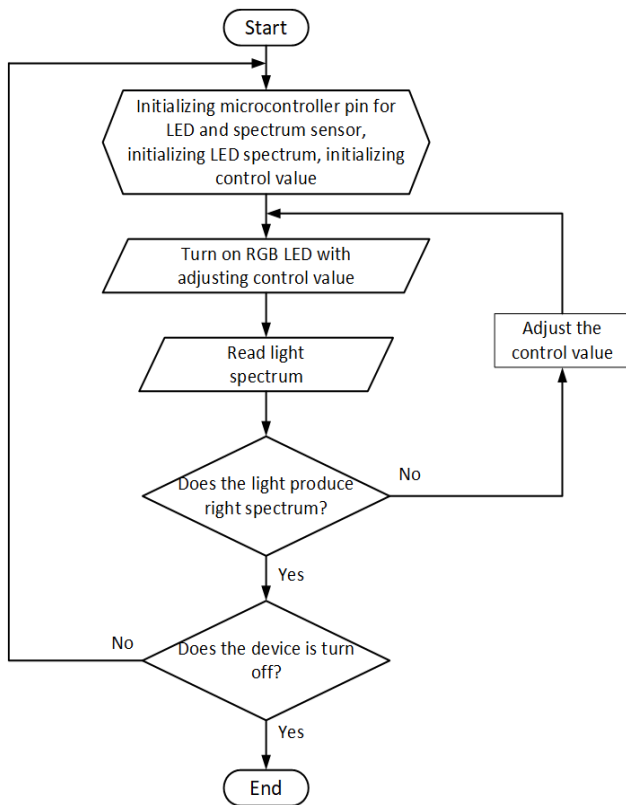 Start
Initializing microcontroller pin for
LED and spectrum sensor,
initializing LED spectrum, initializing
control value
Turn on RGB LED with
adjusting control value
Read light
spectrum
Adjust the
control value
Does the light produce
right spectrum?
No
Yes
Does the device is turn
off?
No
Yes
End